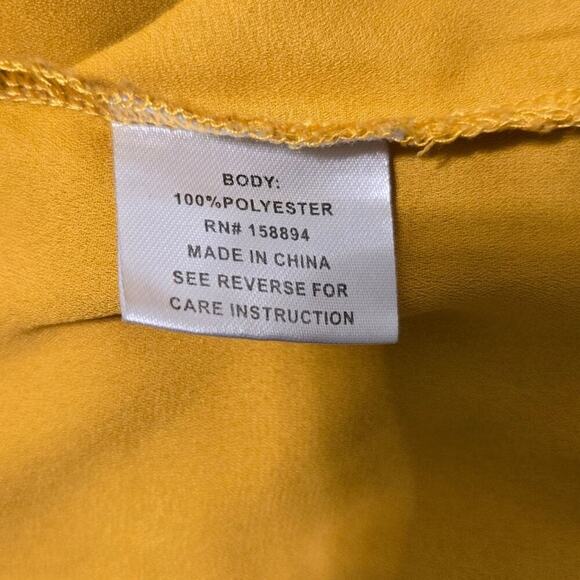 BODY:
100%POLYESTER
RN# 158894
MADE IN CHINA
SEE REVERSE FOR
CARE INSTRUCTION